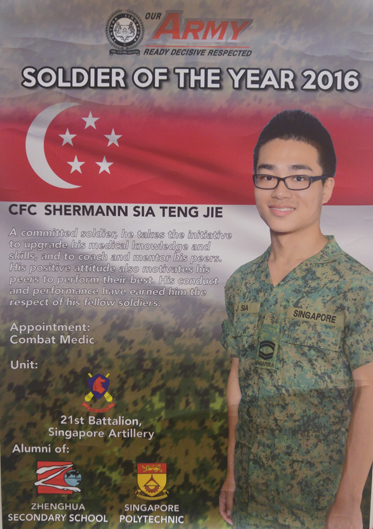 OUR
ARMY
READY DECISIVE RESPECTED
SOLDIER OF THE YEAR 2016
CFC SHERMANN SIA TENG JIE
A committed soldier, he takes the initiative
to upgrade his medical knowledge and
skills, and to coach and mentor his peers.
His positive attitude also motivates his
peers to perform their best. His conduct
and performance have earned him the
respect of his fellow soldiers.
SIA
SINGAPORE
Appointment:
Combat Medic
Unit:
21st Battalion,
Singapore Artillery
Alumni of:
ZHENGHUA
SECONDARY SCHOOL
SINGAPORE
POLYTECHNIC